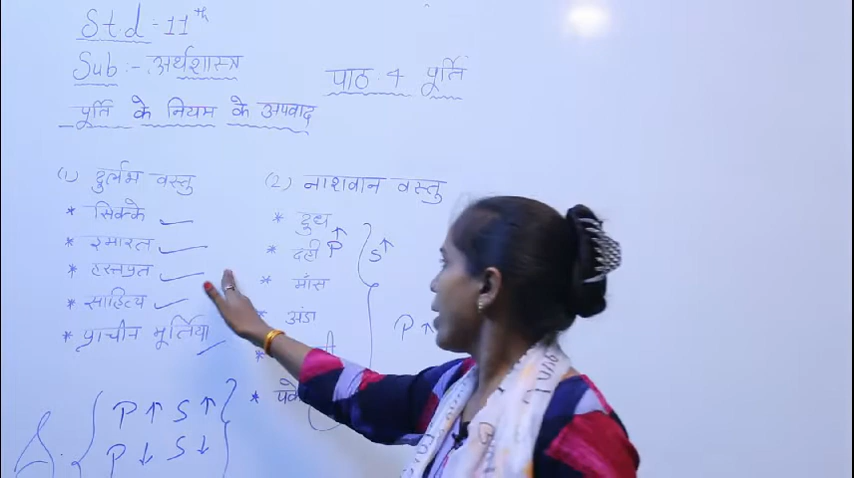 Std - 11th
Sub:- अर्थशास्त्र
पाठ : 4 पूर्ति
पूर्ति के नियम के अपवाद
(1) दुर्लभ वस्तु
* सिक्के
* इमारत
* हस्तप्रत
* साहित्य
* प्राचीन मूर्तिया
(2) नाशवान वस्तु
* दुध
* दही P↑ S↑
* माँस
* अंडा
P↑
P↑ S↑
P↓ S↓